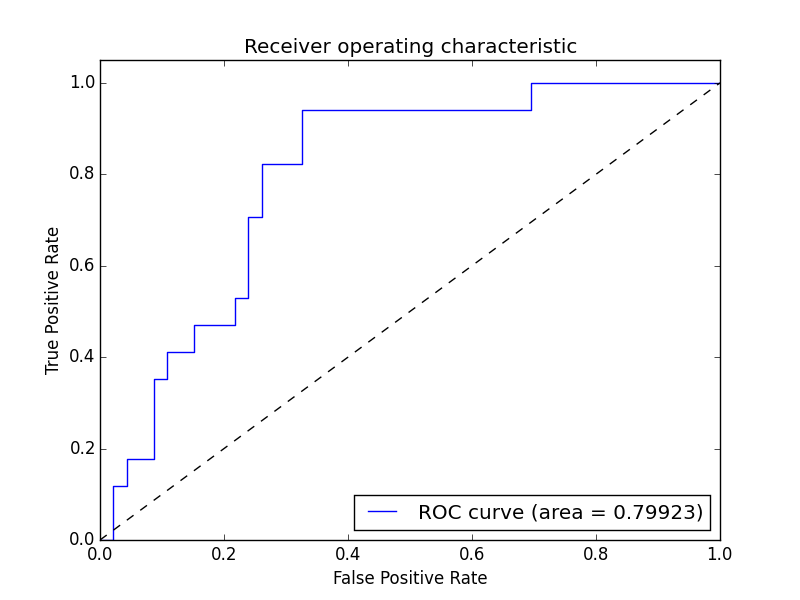 Receiver operating characteristic
True Positive Rate
1.0
0.8
0.6
0.4
0.2
0.0
ROC curve (area = 0.79923)
0.0 0.2 0.4 0.6 0.8 1.0
False Positive Rate